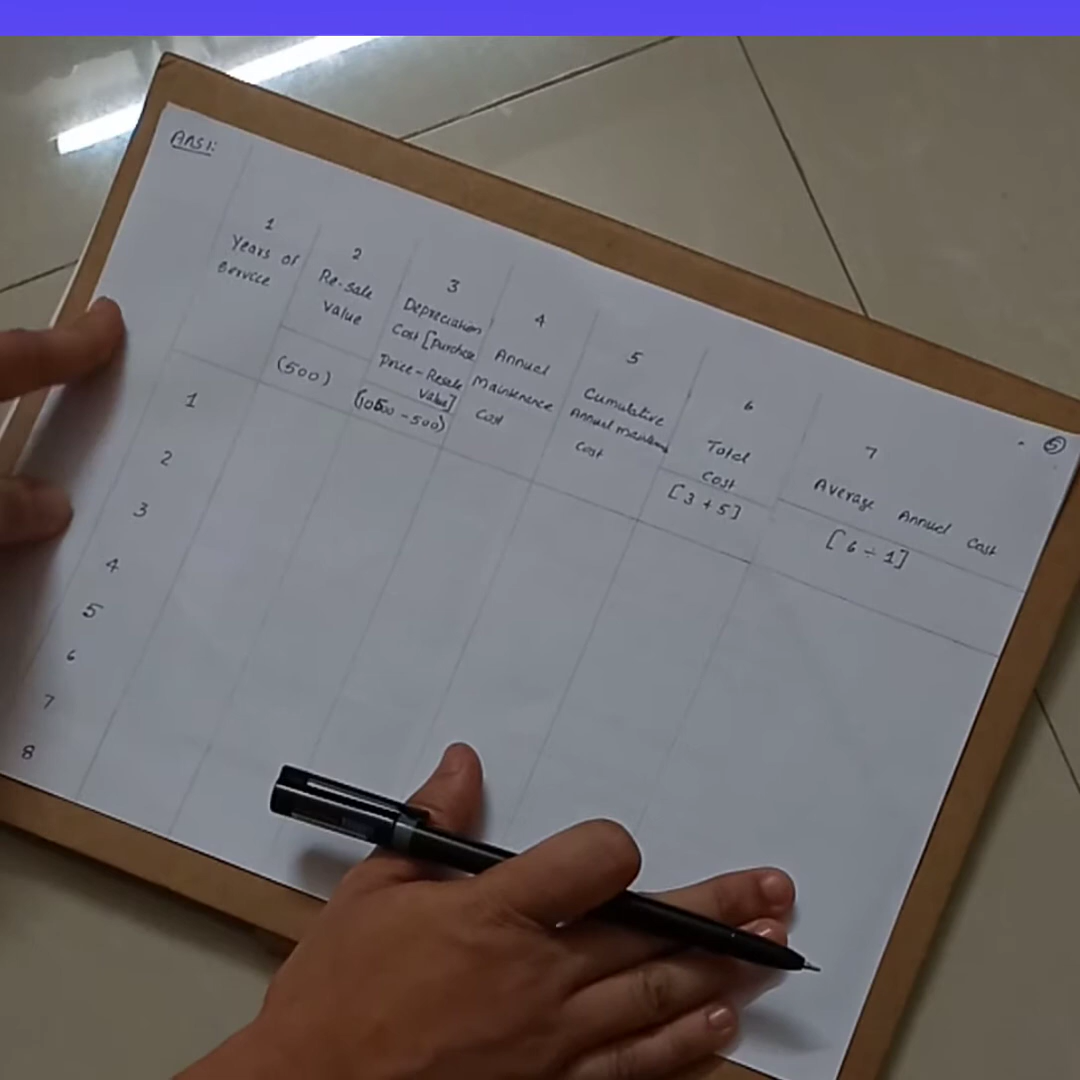 Ans1:
5
1
Years of
Service
2
Re-sale
Value
(500)
3
Depreciation
Cost [Purchase
Price - Resale
Value]
(10500 - 500)
4
Annual
Maintenance
Cost
5
Cumulative
Annual
Cost
6
Total
Cost
[3 + 5]
7
Average Annual Cost
[6 ÷ 1]
1
2
3
4
5
6
7
8